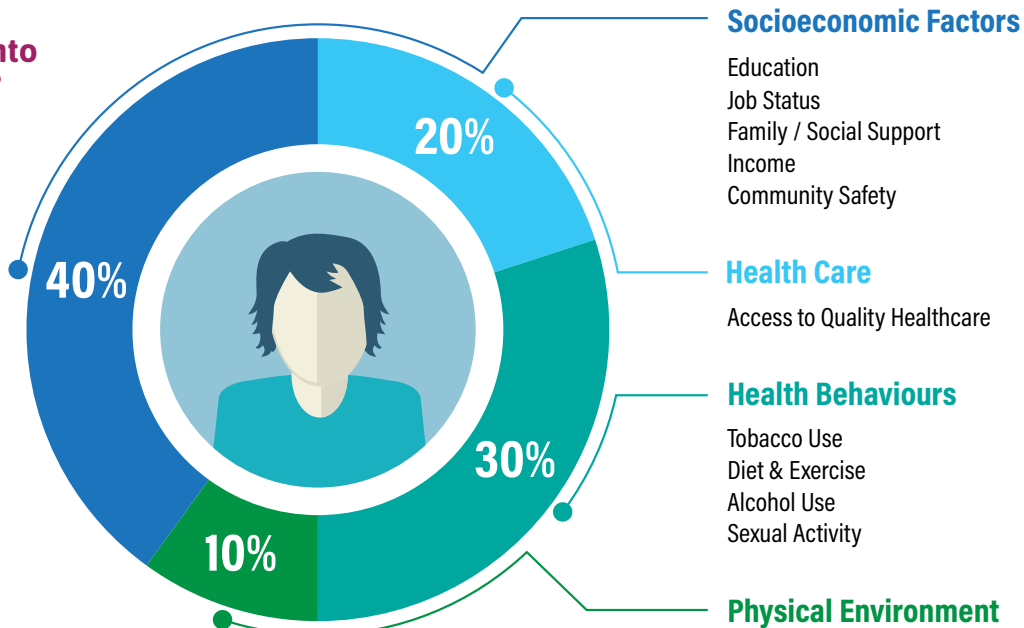 Socioeconomic Factors
Education
Job Status
Family / Social Support
Income
Community Safety
20%
40%
Health Care
Access to Quality Healthcare
Health Behaviours
Tobacco Use
Diet & Exercise
Alcohol Use
Sexual Activity
30%
10%
Physical Environment